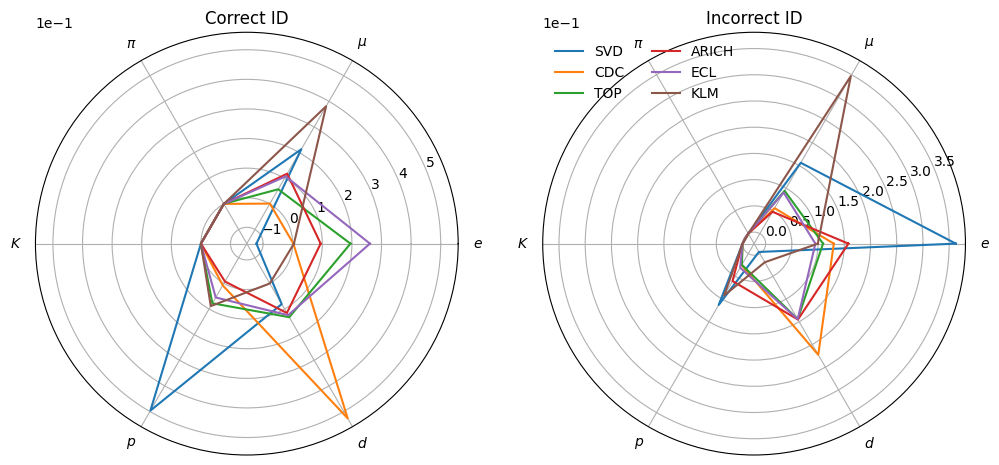 Correct ID
1e−1
e
μ
π
K
p
d
−1
0
1
2
3
4
5
Incorrect ID
1e−1
e
μ
π
K
p
d
0.0
0.5
1.0
1.5
2.0
2.5
3.0
3.5
SVD
CDC
TOP
ARICH
ECL
KLM